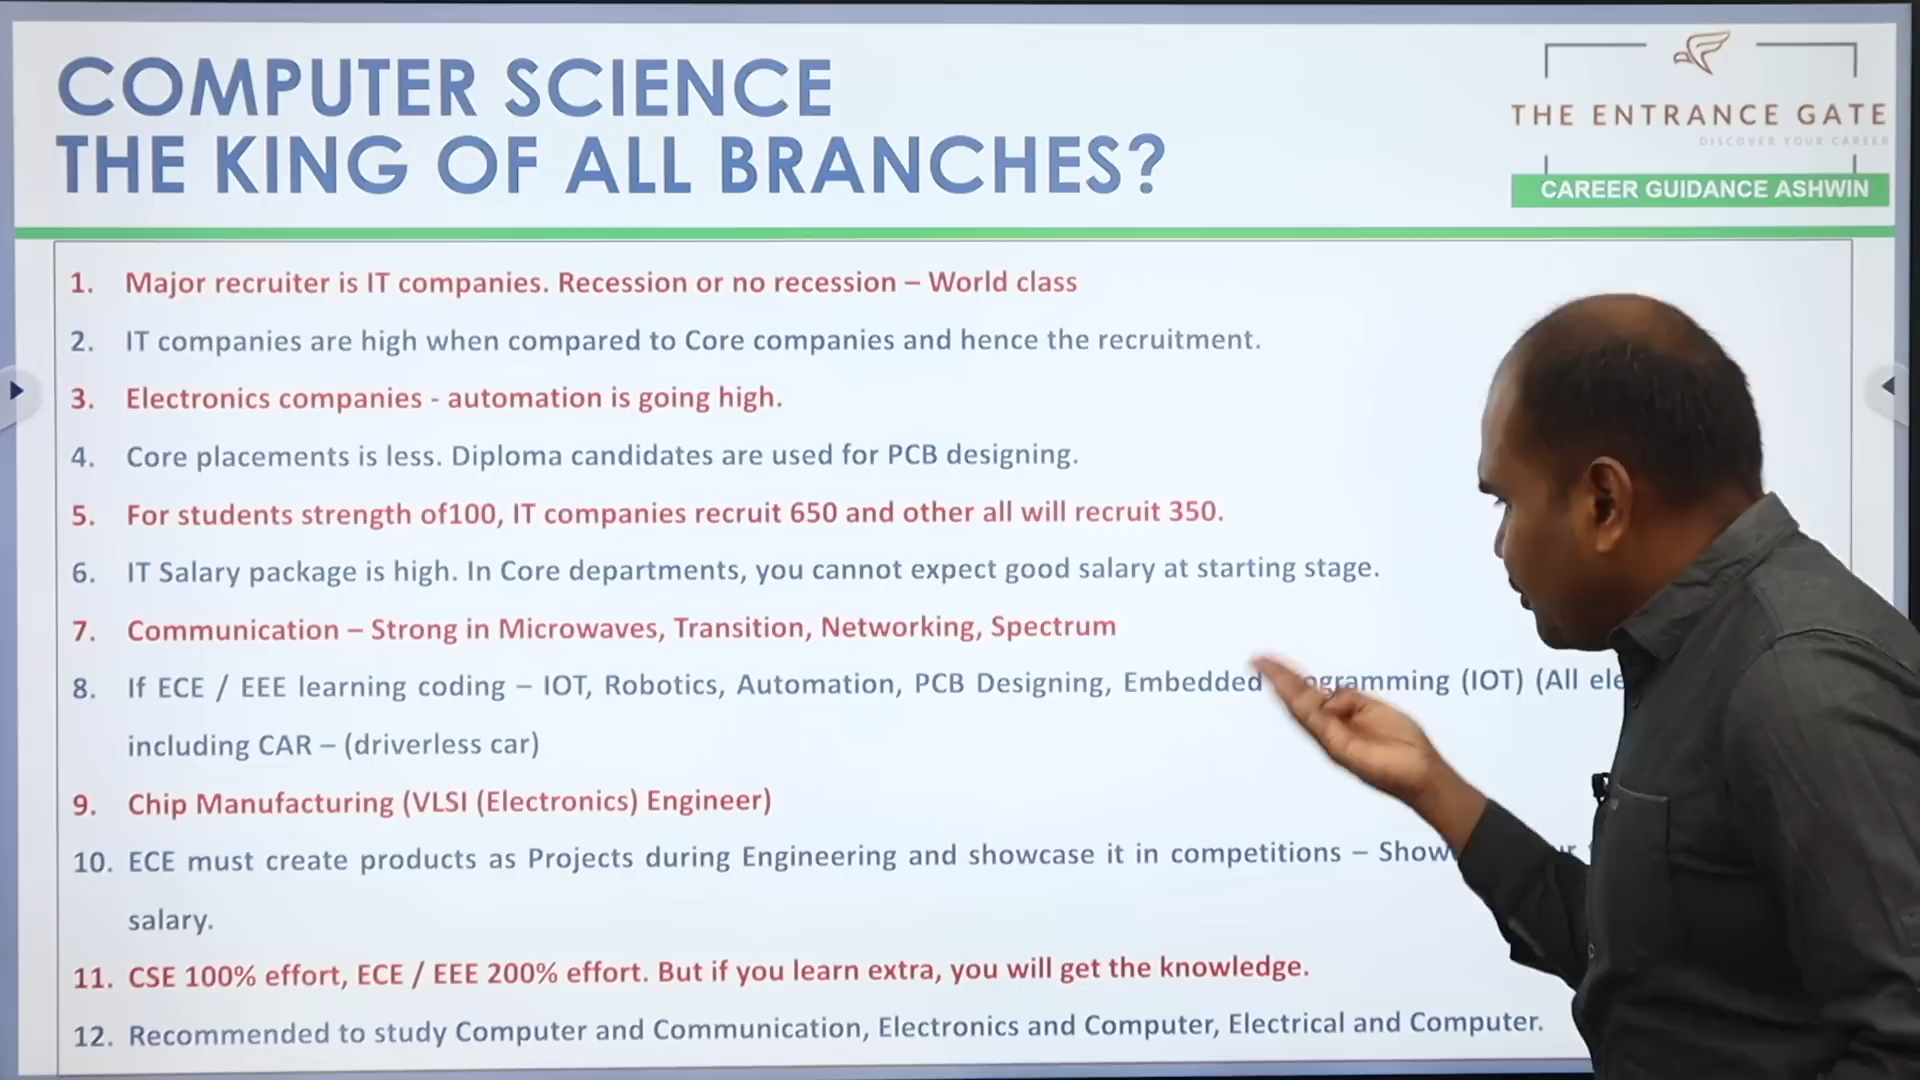 COMPUTER SCIENCE
THE KING OF ALL BRANCHES?
THE ENTRANCE GATE
DISCOVER YOUR CAREER
CAREER GUIDANCE ASHWIN
1. Major recruiter is IT companies. Recession or no recession – World class
2. IT companies are high when compared to Core companies and hence the recruitment.
3. Electronics companies - automation is going high.
4. Core placements is less. Diploma candidates are used for PCB designing.
5. For students strength of100, IT companies recruit 650 and other all will recruit 350.
6. IT Salary package is high. In Core departments, you cannot expect good salary at starting stage.
7. Communication – Strong in Microwaves, Transition, Networking, Spectrum
8. If ECE / EEE learning coding – IOT, Robotics, Automation, PCB Designing, Embedded (IOT) (All
including CAR – (driverless car)
9. Chip Manufacturing (VLSI (Electronics) Engineer)
10. ECE must create products as Projects during Engineering and showcase it in competitions –
salary.
11. CSE 100% effort, ECE / EEE 200% effort. But if you learn extra, you will get the knowledge.
12. Recommended to study Computer and Communication, Electronics and Computer, Electrical and Computer.